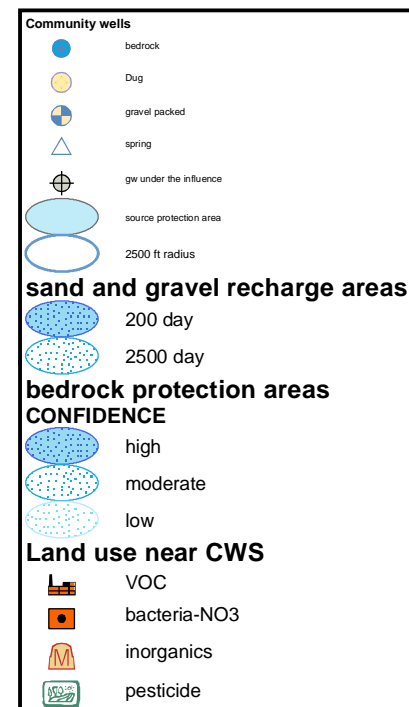 Community wells
bedrock
Dug
gravel packed
spring
gw under the influence
source protection area
2500 ft radius
sand and gravel recharge areas
200 day
2500 day
bedrock protection areas
CONFIDENCE
high
moderate
low
Land use near CWS
VOC
bacteria-NO3
M inorganics
pesticide